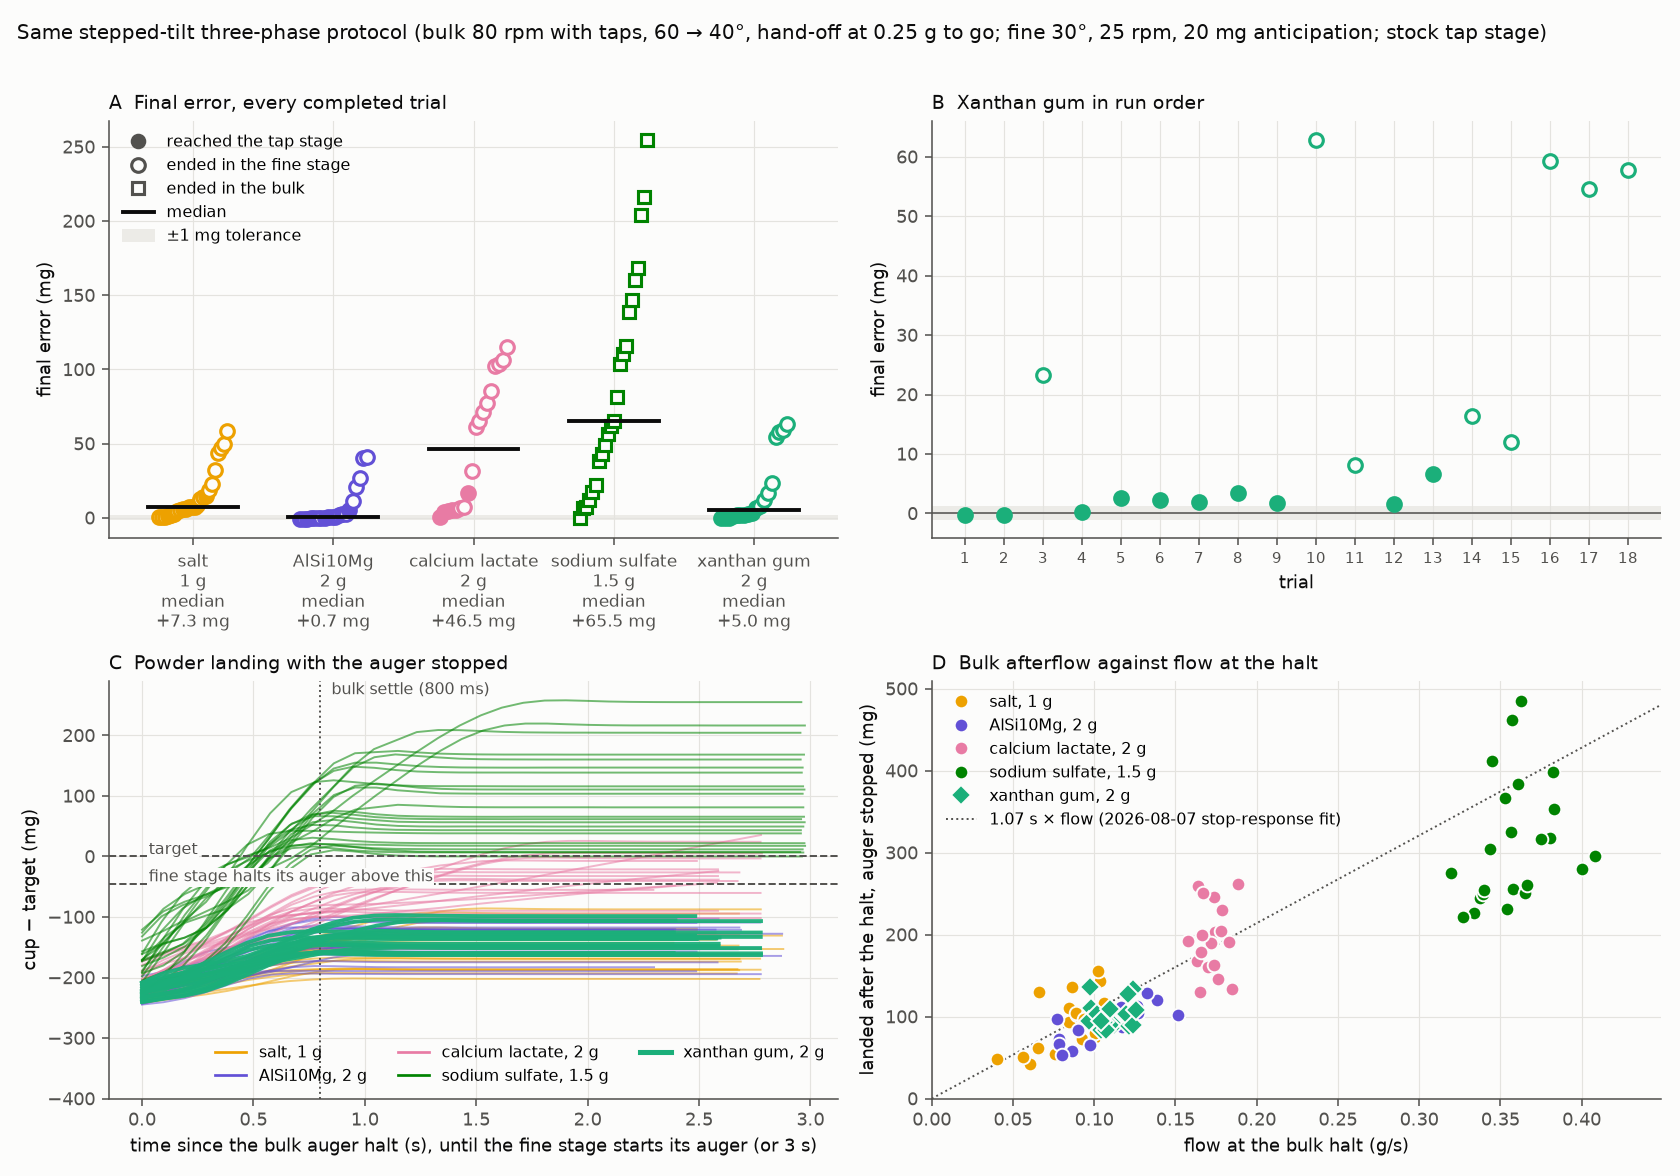 Same stepped-tilt three-phase protocol (bulk 80 rpm with taps, 60 → 40°, hand-off at 0.25 g to go; fine 30°, 25 rpm, 20 mg anticipation; stock tap stage)
A Final error, every completed trial
reached the tap stage
ended in the fine stage
ended in the bulk
median
±1 mg tolerance
final error (mg)
250
200
150
100
50
0
salt
1 g
median
+7.3 mg
AlSi10Mg
2 g
median
+0.7 mg
calcium lactate
2 g
median
+46.5 mg
sodium sulfate
1.5 g
median
+65.5 mg
xanthan gum
2 g
median
+5.0 mg
B Xanthan gum in run order
final error (mg)
60
50
40
30
20
10
0
1 2 3 4 5 6 7 8 9 10 11 12 13 14 15 16 17 18
trial
C Powder landing with the auger stopped
bulk settle (800 ms)
target
fine stage halts its auger above this
cup − target (mg)
200
100
0
−100
−200
−300
−400
salt, 1 g
AlSi10Mg, 2 g
calcium lactate, 2 g
sodium sulfate, 1.5 g
xanthan gum, 2 g
0.0 0.5 1.0 1.5 2.0 2.5 3.0
time since the bulk auger halt (s), until the fine stage starts its auger (or 3 s)
D Bulk afterflow against flow at the halt
salt, 1 g
AlSi10Mg, 2 g
calcium lactate, 2 g
sodium sulfate, 1.5 g
xanthan gum, 2 g
1.07 s × flow (2026-08-07 stop-response fit)
landed after the halt, auger stopped (mg)
500
400
300
200
100
0
0.00 0.05 0.10 0.15 0.20 0.25 0.30 0.35 0.40
flow at the bulk halt (g/s)